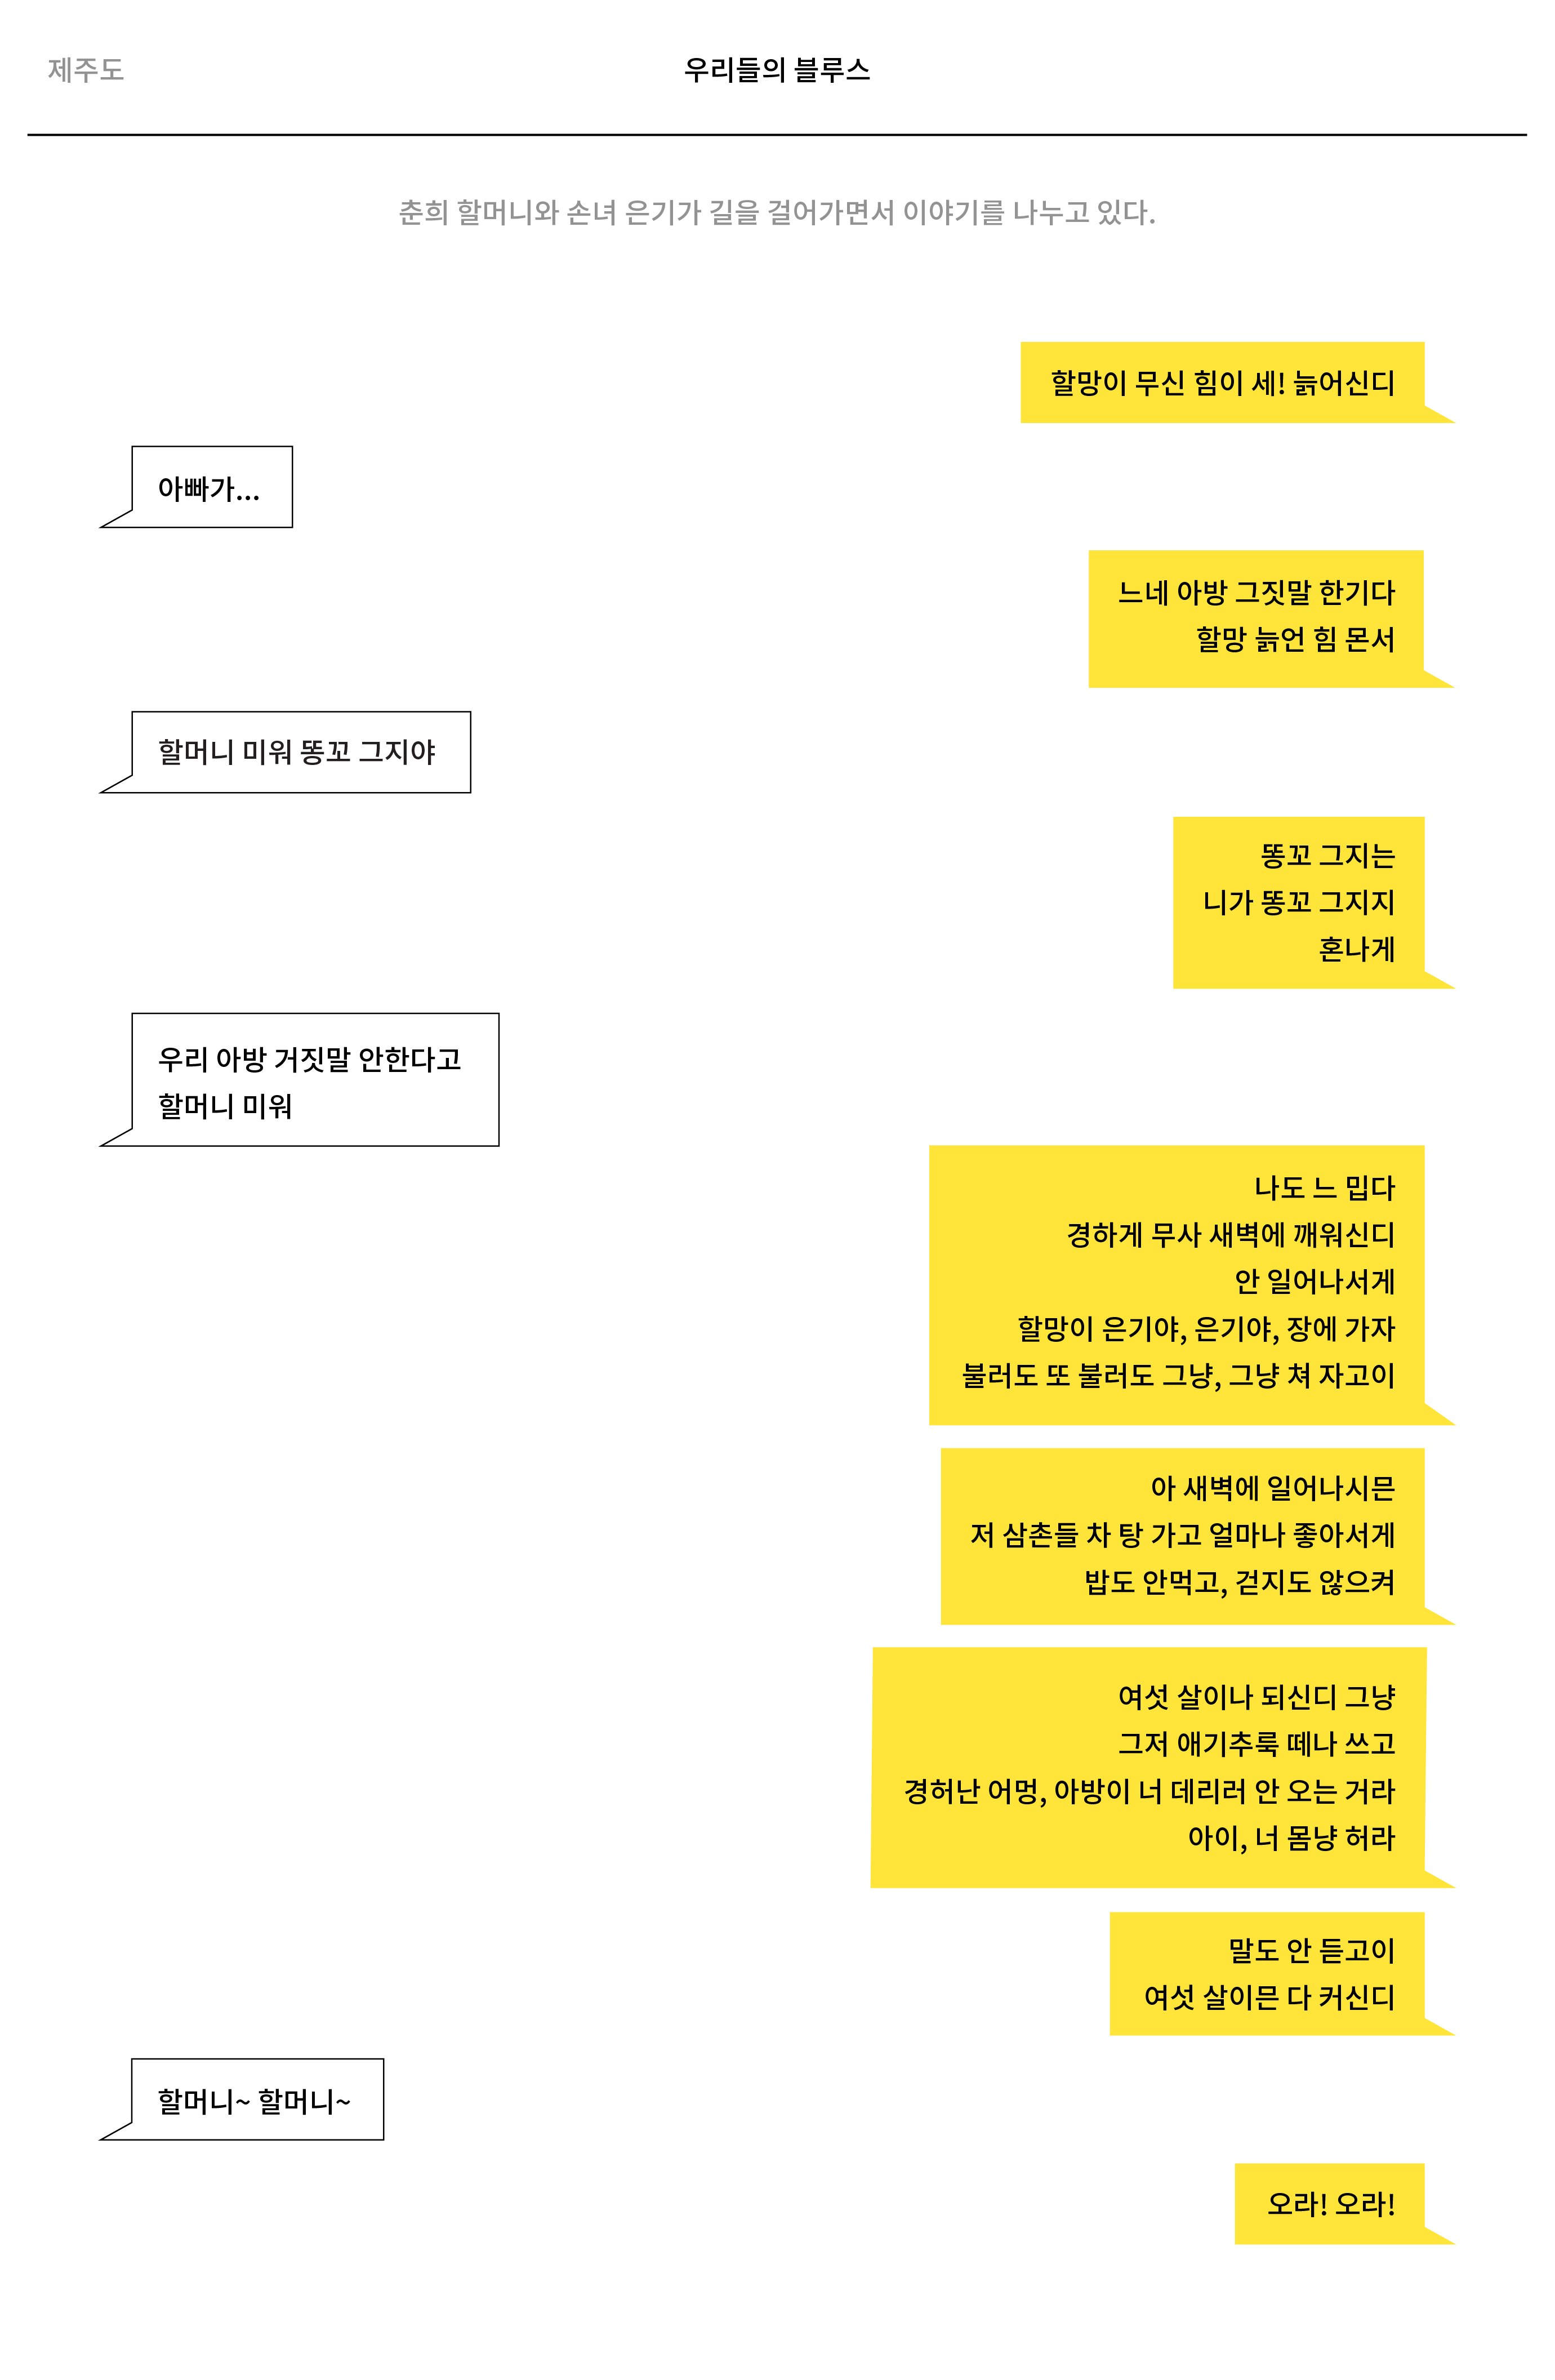 제주도
우리들의 블루스
춘희 할머니와 손녀 은기가 길을 걸어가면서 이야기를 나누고 있다.
할망이 무신 힘이 세! 늙어신디
아빠가...
느네 아방 그짓말 한기다
할망 늙언 힘 몬서
할머니 미워 똥꼬 그지야
똥꼬 그지는
니가 똥꼬 그지지
혼나게
우리 아방 거짓말 안한다고
할머니 미워
나도 느 밉다
경하게 무사 새벽에 깨워신디
안 일어나서게
할망이 은기야, 은기야, 장에 가자
불러도 또 불러도 그냥, 그냥 쳐 자고이
아 새벽에 일어나시믄
저 삼촌들 차 탕 가고 얼마나 좋아서게
밥도 안먹고, 걷지도 않으켜
여섯 살이나 되신디 그냥
그저 애기추룩 떼나 쓰고
경허난 어멍, 아방이 너 데리러 안 오는 거라
아이, 너 몸냥 허라
말도 안 듣고이
여섯 살이믄 다 커신디
할머니~ 할머니~
오라! 오라!